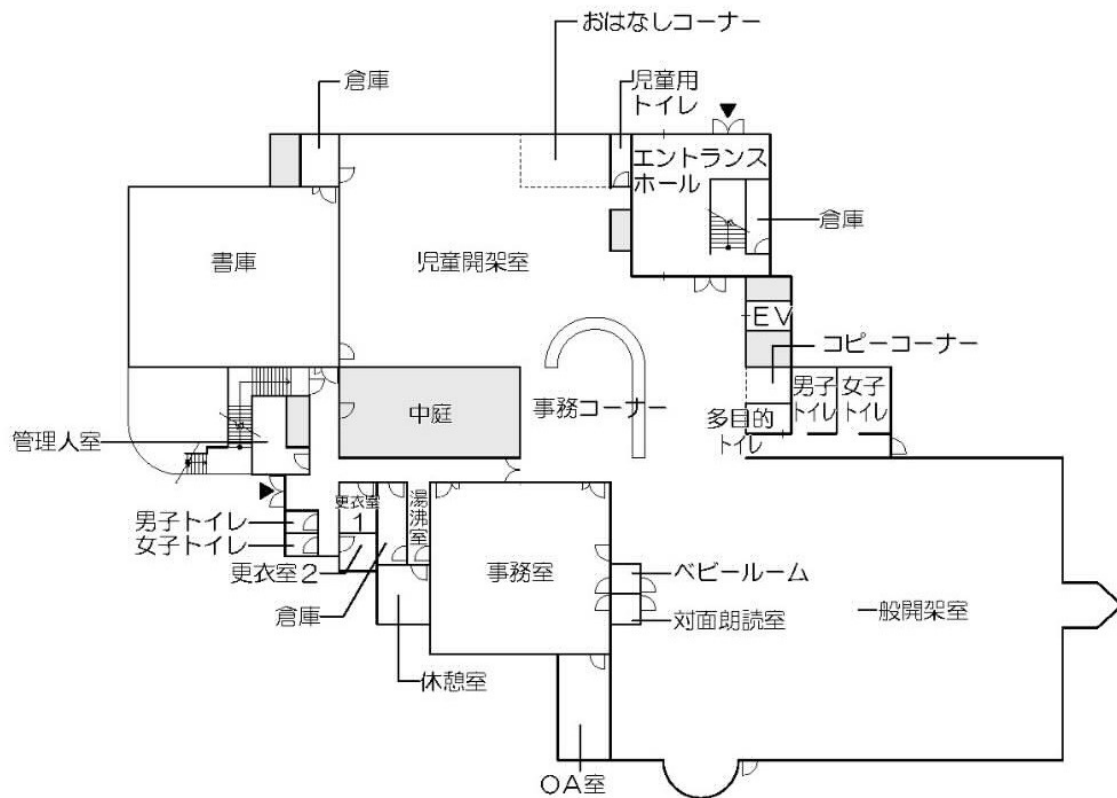 おはなしコーナー
倉庫
児童用
トイレ
エントランス
ホール
倉庫
書庫
児童開架室
EV
コピーコーナー
中庭
事務コーナー
男子
トイレ
女子
トイレ
多目的
トイレ
管理人室
更衣室
1
湯沸室
男子トイレ
女子トイレ
更衣室2
倉庫
事務室
ベビールーム
対面朗読室
一般開架室
休憩室
OA室